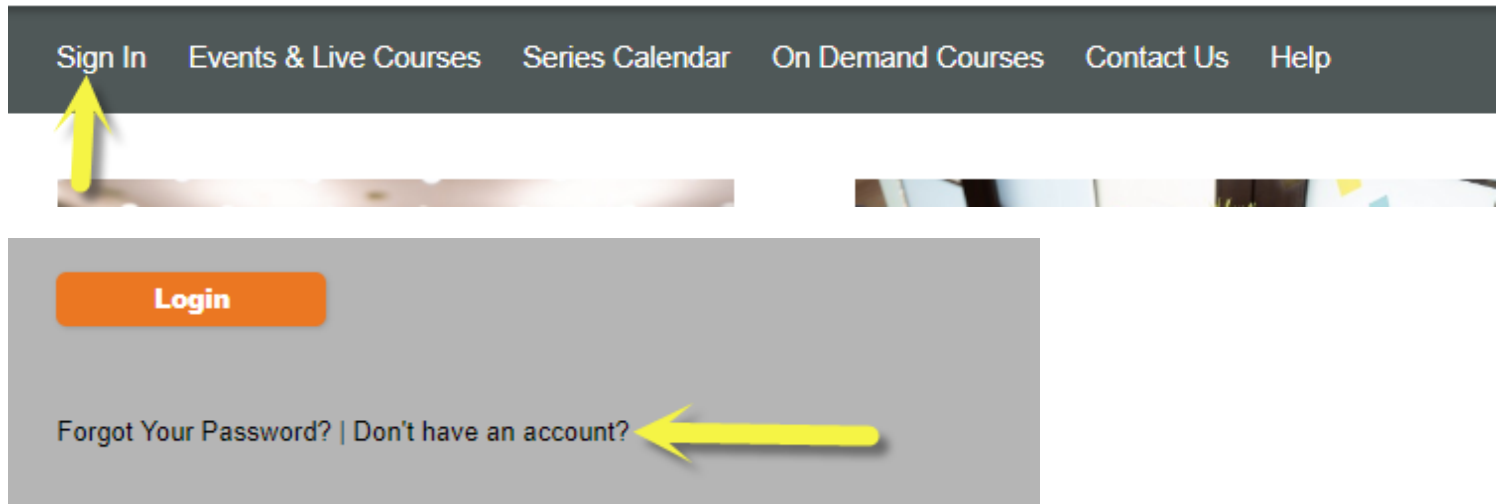 Sign In Events & Live Courses Series Calendar On Demand Courses Contact Us Help
Login
Forgot Your Password? | Don't have an account?